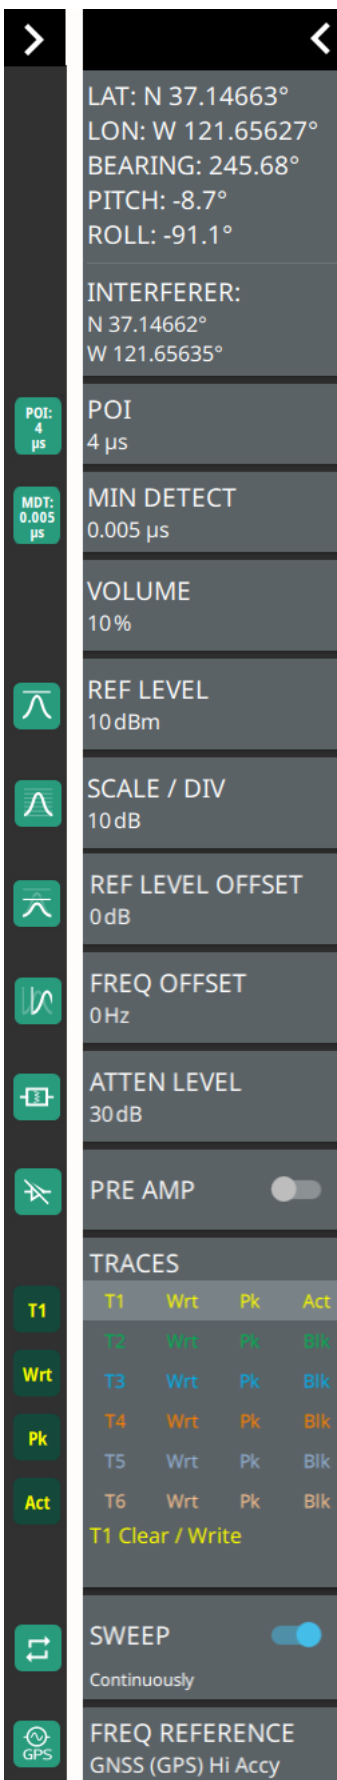 LAT: N 37.14663°
LON: W 121.65627°
BEARING: 245.68°
PITCH: -8.7°
ROLL: -91.1°
INTERFERER:
N 37.14662°
W 121.65635°
POI:
4
µs
POI
4 µs
MDT:
0.005
µs
MIN DETECT
0.005 µs
VOLUME
10%
REF LEVEL
10 dBm
SCALE / DIV
10 dB
REF LEVEL OFFSET
0 dB
FREQ OFFSET
0 Hz
ATTEN LEVEL
30 dB
PRE AMP
TRACES
T1
Wrt
Pk
Act
T1 Wrt Pk Act
T2 Wrt Pk Blk
T3 Wrt Pk Blk
T4 Wrt Pk Blk
T5 Wrt Pk Blk
T6 Wrt Pk Blk
T1 Clear / Write
SWEEP
Continuously
GPS
FREQ REFERENCE
GNSS (GPS) Hi Accy